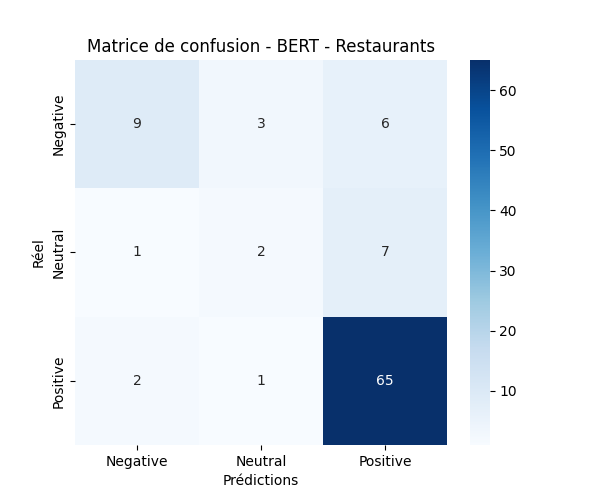 Matrice de confusion - BERT - Restaurants
Negative
9
3
6
Neutral
1
2
7
Positive
2
1
65
Réel
Negative
Neutral
Positive
Prédictions
60
50
40
30
20
10